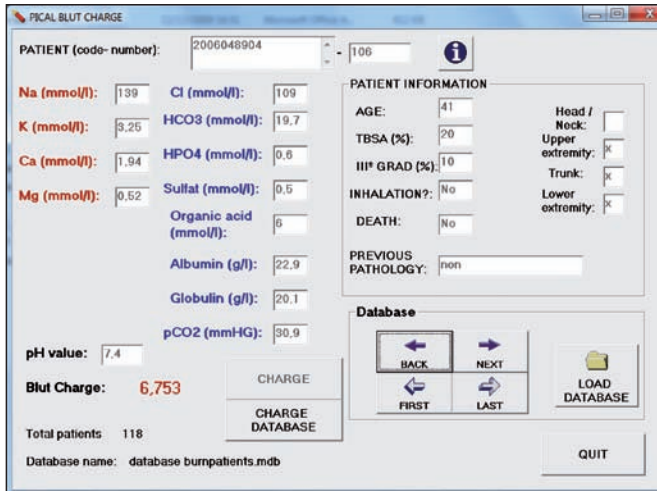 PICAL BLUT CHARGE
PATIENT (code- number): 2006048904 - 106
Na (mmol/l): 139
K (mmol/l): 3,25
Ca (mmol/l): 1,94
Mg (mmol/l): 0,52
Cl (mmol/l): 109
HCO3 (mmol/l): 19,7
HPO4 (mmol/l): 0,6
Sulfat (mmol/l): 0,5
Organic acid
(mmol/l): 6
Albumin (g/l): 22,9
Globulin (g/l): 20,1
pCO2 (mmHG): 30,9
PATIENT INFORMATION
AGE: 41
TBSA (%): 20
IIIº GRAD (%): 10
INHALATION?: No
DEATH: No
PREVIOUS
PATHOLOGY: non
Head /
Neck:
Upper
extremity: x
Trunk: x
Lower
extremity: x
pH value: 7,4
Blut Charge: 6,753
CHARGE
CHARGE
DATABASE
Total patients 118
Database name: database burnpatients.mdb
Database
BACK
NEXT
FIRST
LAST
LOAD
DATABASE
QUIT